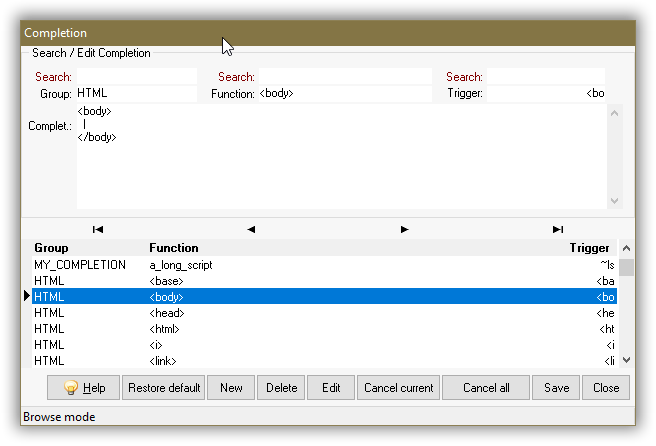 Completion
Search / Edit Completion
Search: Search: Search:
Group: HTML Function: <body> Trigger: <bo
Complet.: <body>
|
</body>
Group Function Trigger
MY_COMPLETION a_long_script ~ls
HTML <base> <ba
HTML <body> <bo
HTML <head> <he
HTML <html> <ht
HTML <i> <i
HTML <link> <li
Help Restore default New Delete Edit Cancel current Cancel all Save Close
Browse mode